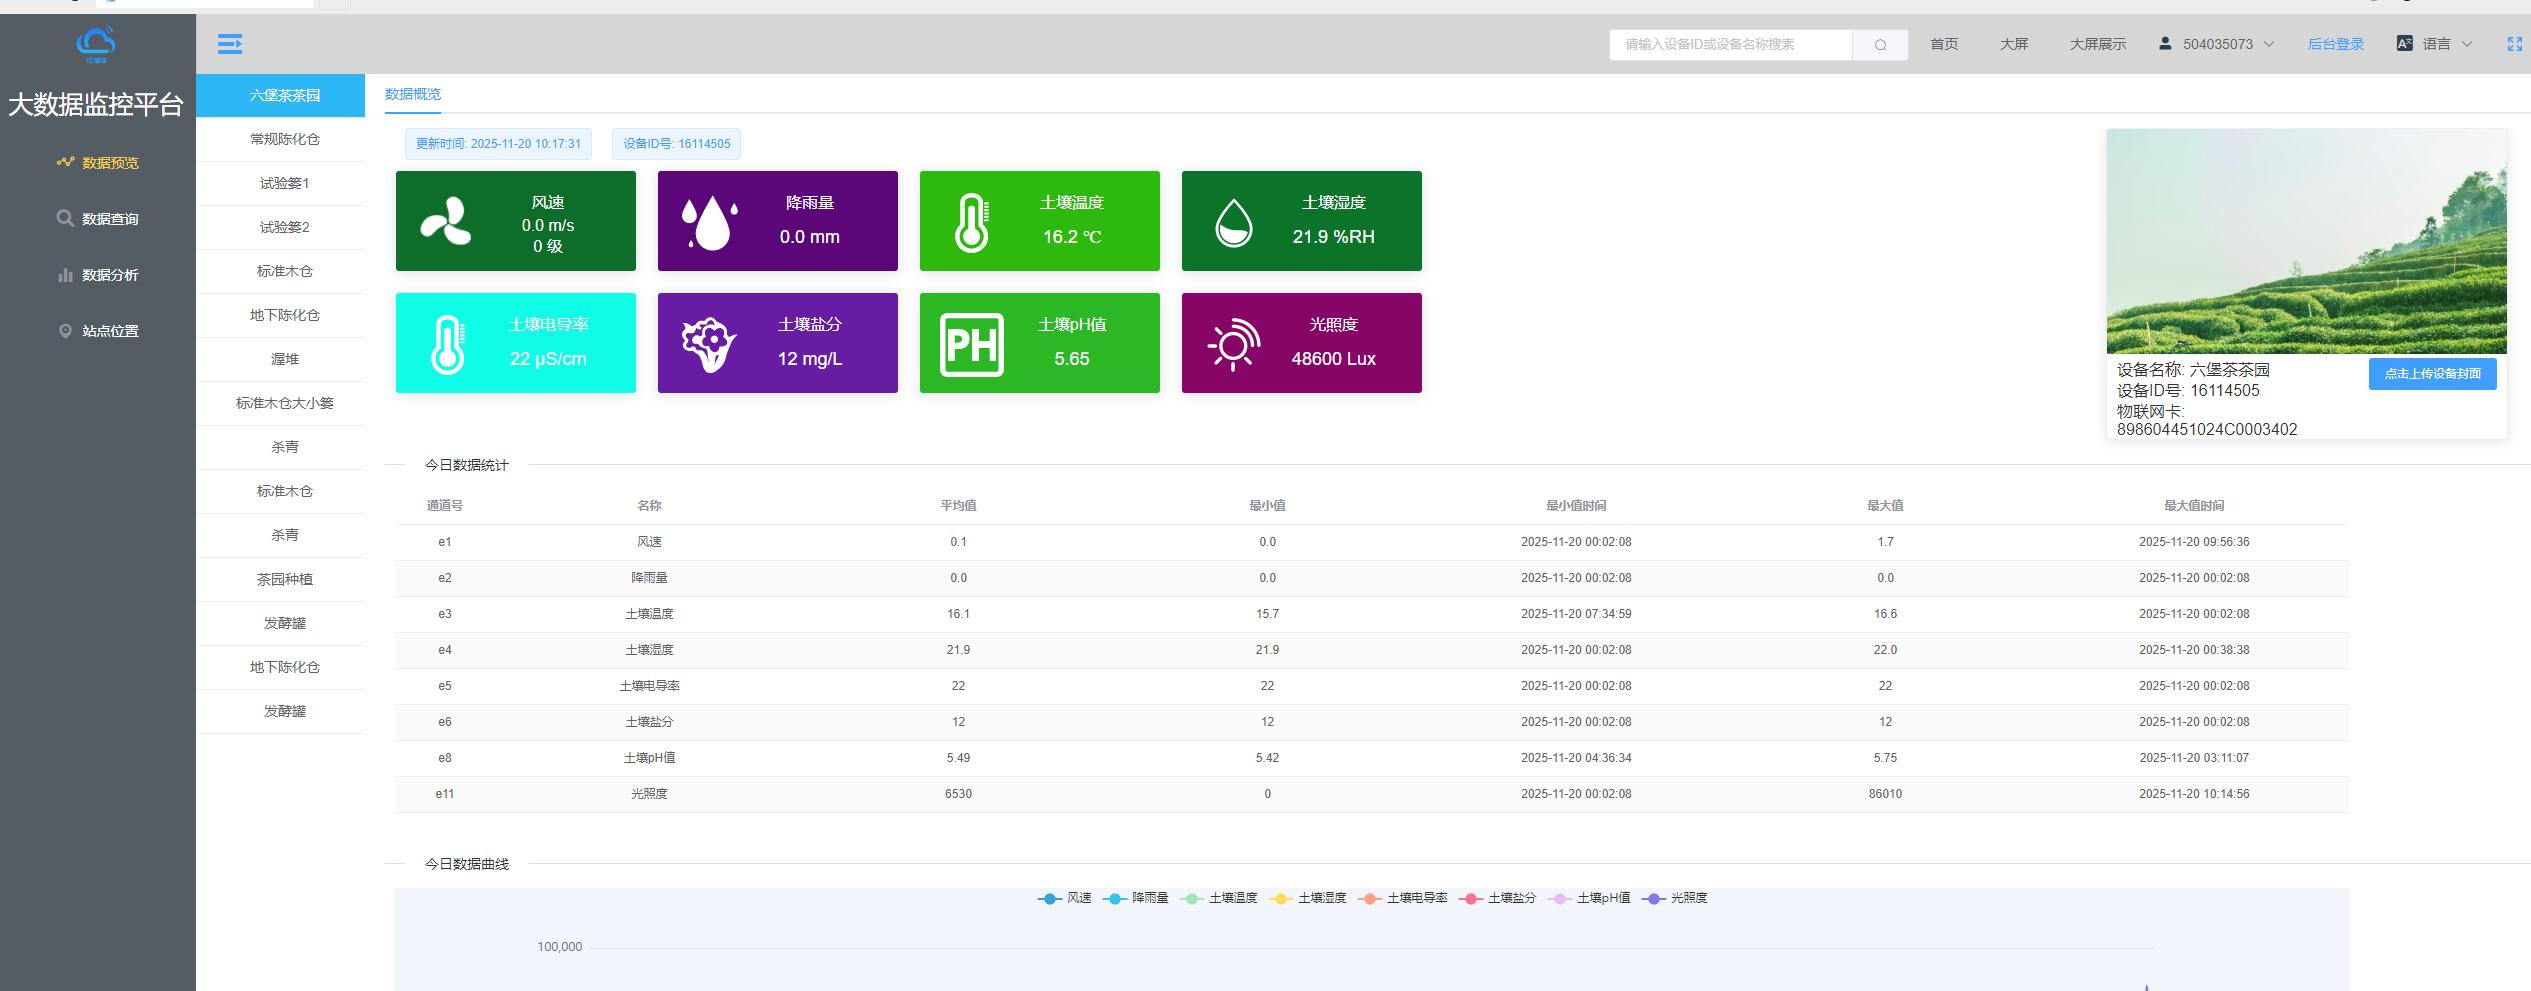 大数据监控平台
数据预览
数据查询
数据分析
站点位置
请输入设备ID或设备名称搜索
首页
大屏
大屏展示
504035073
后台登录
语言
六堡茶茶园
常规陈化仓
试验篓1
试验篓2
标准木仓
地下陈化仓
渥堆
标准木仓大小篓
杀青
标准木仓
杀青
茶园种植
发酵罐
地下陈化仓
发酵罐
数据概览
更新时间: 2025-11-20 10:17:31
设备ID号: 16114505
风速
0.0 m/s
0 级
降雨量
0.0 mm
土壤温度
16.2 ℃
土壤湿度
21.9 %RH
土壤电导率
22 μS/cm
土壤盐分
12 mg/L
PH
土壤pH值
5.65
光照度
48600 Lux
设备名称: 六堡茶茶园
点击上传设备封面
设备ID号: 16114505
物联网卡:
898604451024C0003402
今日数据统计
通道号 名称 平均值 最小值 最小值时间 最大值 最大值时间
e1 风速 0.1 0.0 2025-11-20 00:02:08 1.7 2025-11-20 09:56:36
e2 降雨量 0.0 0.0 2025-11-20 00:02:08 0.0 2025-11-20 00:02:08
e3 土壤温度 16.1 15.7 2025-11-20 07:34:59 16.6 2025-11-20 00:02:08
e4 土壤湿度 21.9 21.9 2025-11-20 00:02:08 22.0 2025-11-20 00:38:38
e5 土壤电导率 22 22 2025-11-20 00:02:08 22 2025-11-20 00:02:08
e6 土壤盐分 12 12 2025-11-20 00:02:08 12 2025-11-20 00:02:08
e8 土壤pH值 5.49 5.42 2025-11-20 04:36:34 5.75 2025-11-20 03:11:07
e11 光照度 6530 0 2025-11-20 00:02:08 86010 2025-11-20 10:14:56
今日数据曲线
风速 降雨量 土壤温度 土壤湿度 土壤电导率 土壤盐分 土壤pH值 光照度
100,000